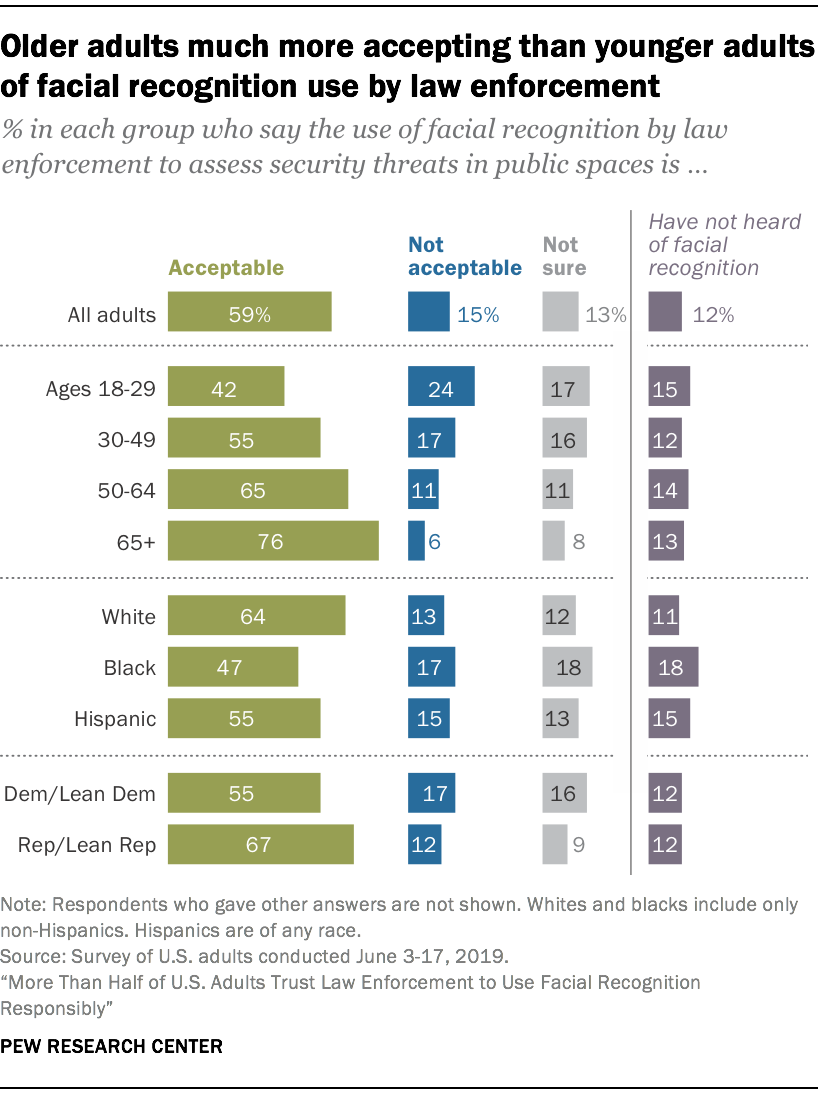 Older adults much more accepting than younger adults
of facial recognition use by law enforcement
% in each group who say the use of facial recognition by law
enforcement to assess security threats in public spaces is ...
Acceptable
Not
acceptable
Not
sure
Have not heard
of facial
recognition
All adults 59% 15% 13% 12%
Ages 18-29 42 24 17 15
30-49 55 17 16 12
50-64 65 11 11 14
65+ 76 6 8 13
White 64 13 12 11
Black 47 17 18 18
Hispanic 55 15 13 15
Dem/Lean Dem 55 17 16 12
Rep/Lean Rep 67 12 9 12
Note: Respondents who gave other answers are not shown. Whites and blacks include only
non-Hispanics. Hispanics are of any race.
Source: Survey of U.S. adults conducted June 3-17, 2019.
“More Than Half of U.S. Adults Trust Law Enforcement to Use Facial Recognition
Responsibly”
PEW RESEARCH CENTER